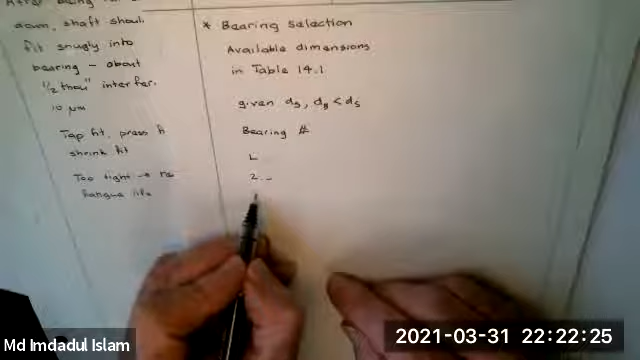 down, shaft shoul.
fit snugly into
bearing - about
"½ thou" interfer.
10 μm
Tap fit, press fi
shrink fit
Too tight → re
fatigue life
* Bearing selection
Available dimensions
in Table 14.1
given ds, dB < ds
Bearing #
L
2 --
Md Imdadul Islam
2021-03-31 22:22:25